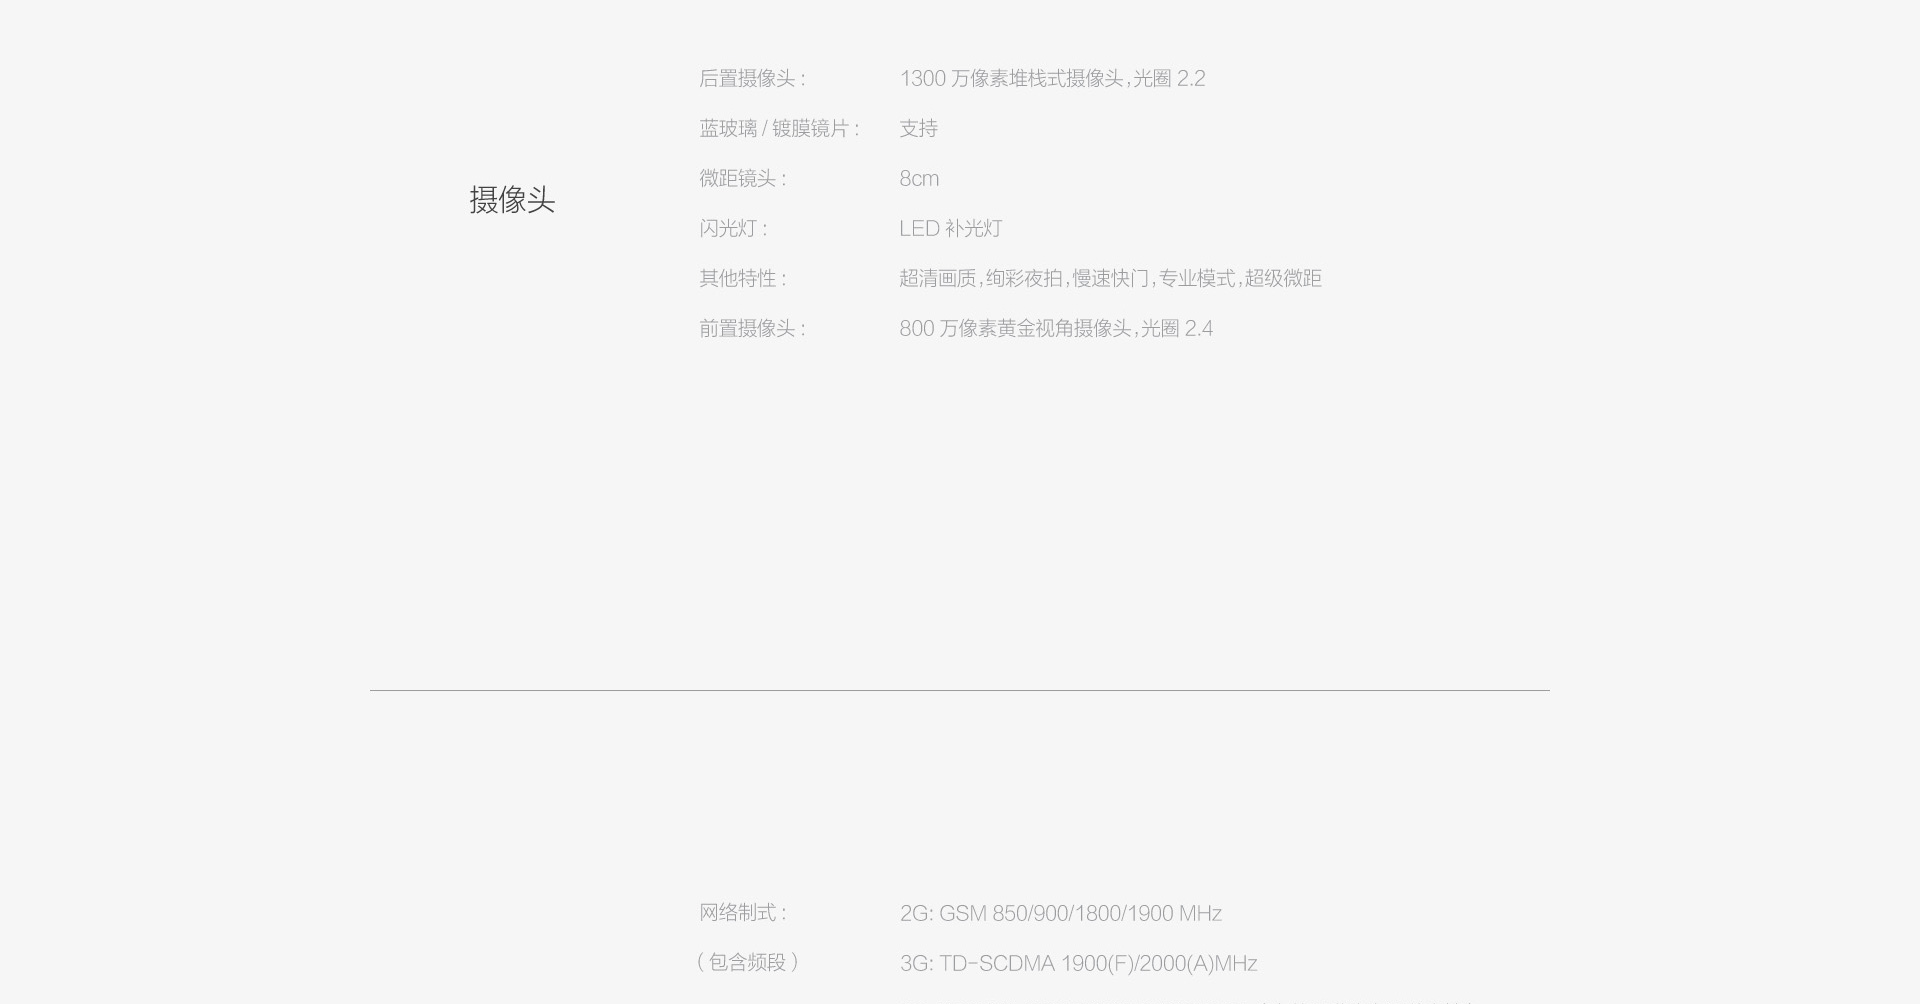 后置摄像头： 1300 万像素堆栈式摄像头，光圈 2.2
蓝玻璃 / 镀膜镜片： 支持
微距镜头： 8cm
摄像头
闪光灯： LED 补光灯
其他特性： 超清画质，绚彩夜拍，慢速快门，专业模式，超级微距
前置摄像头： 800 万像素黄金视角摄像头，光圈 2.4
网络制式： 2G: GSM 850/900/1800/1900 MHz
（包含频段） 3G: TD-SCDMA 1900(F)/2000(A)MHz